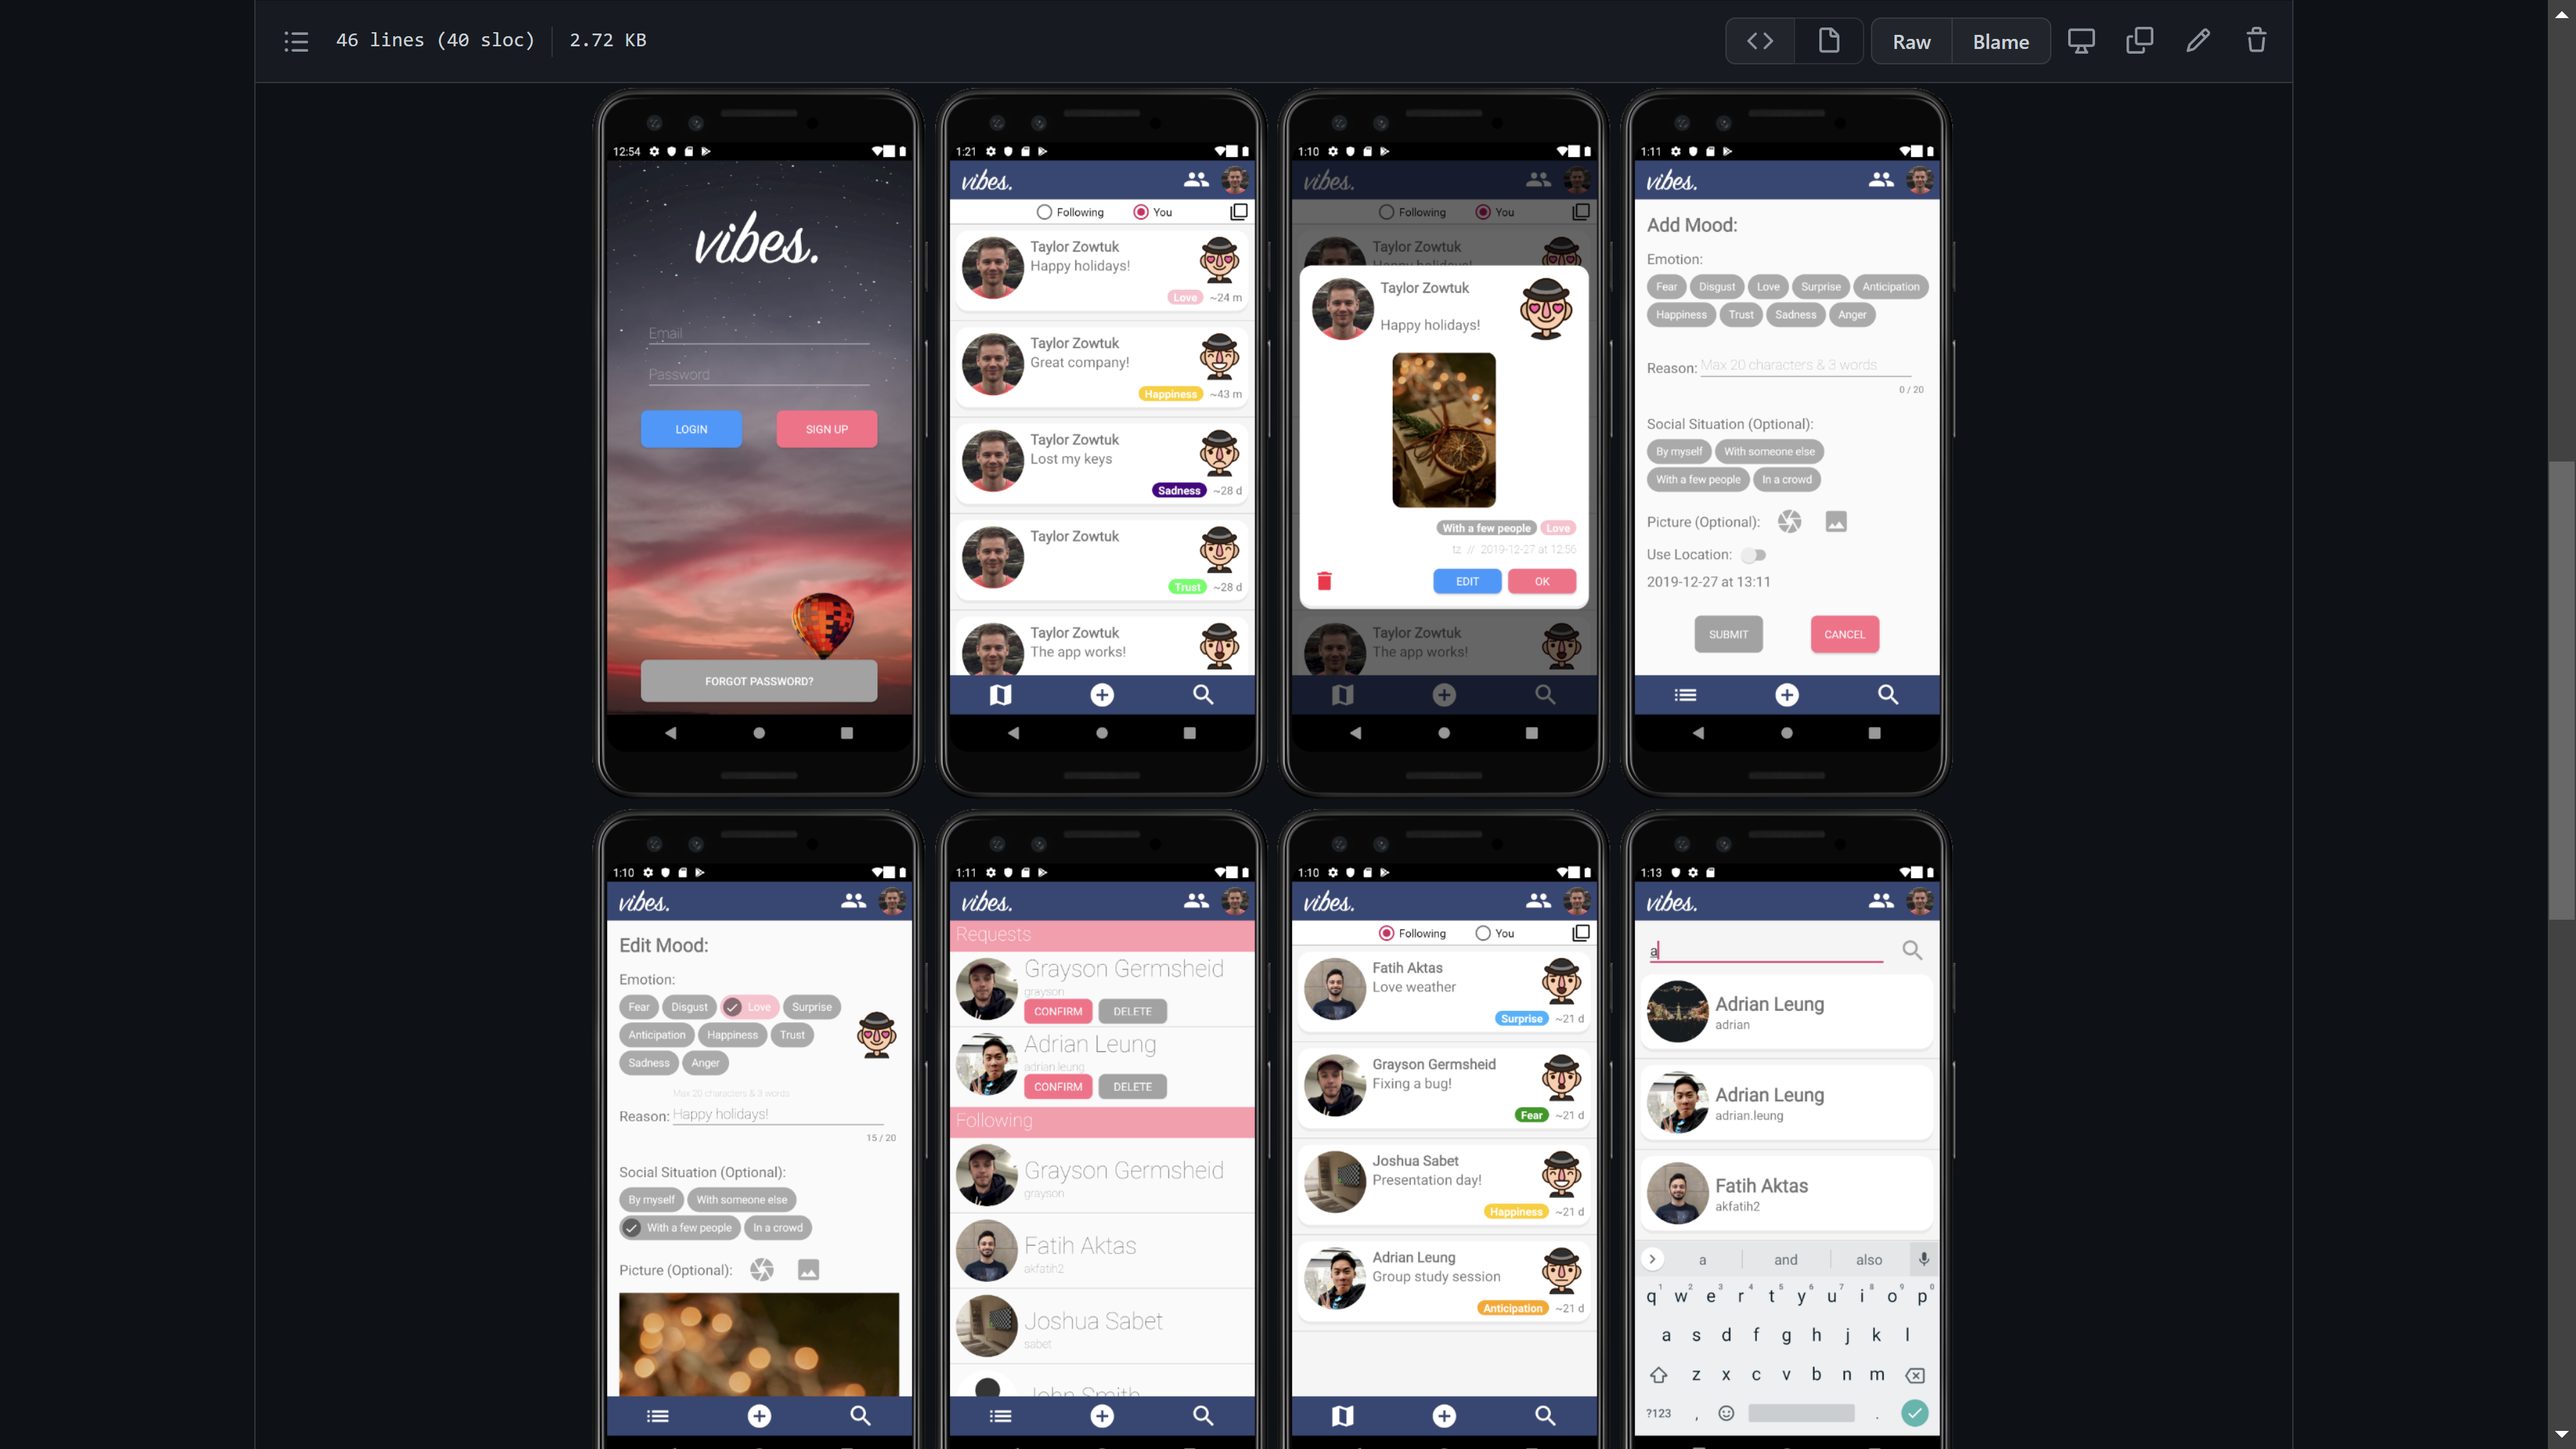 46 lines (40 sloc) 2.72 KB
Raw Blame
12:54
vibes.
Email
Password
LOGIN SIGN UP
FORGOT PASSWORD?
1:21
vibes.
Following You
Taylor Zowtuk
Happy holidays!
Love ~24 m
Taylor Zowtuk
Great company!
Happiness ~43 m
Taylor Zowtuk
Lost my keys
Sadness ~28 d
Taylor Zowtuk
Trust ~28 d
Taylor Zowtuk
The app works!
1:10
vibes.
Following You
Taylor Zowtuk
Happy holidays!
Taylor Zowtuk
Happy holidays!
With a few people Love
tz // 2019-12-27 at 12:56
EDIT OK
Taylor Zowtuk
The app works!
1:11
vibes.
Add Mood:
Emotion:
Fear Disgust Love Surprise Anticipation
Happiness Trust Sadness Anger
Reason: Max 20 characters & 3 words
0 / 20
Social Situation (Optional):
By myself With someone else
With a few people In a crowd
Picture (Optional):
Use Location:
2019-12-27 at 13:11
SUBMIT CANCEL
1:10
vibes.
Edit Mood:
Emotion:
Fear Disgust Love Surprise
Anticipation Happiness Trust
Sadness Anger
Max 20 characters & 3 words
Reason: Happy holidays!
15 / 20
Social Situation (Optional):
By myself With someone else
With a few people In a crowd
Picture (Optional):
1:11
vibes.
Requests
Grayson Germsheid
grayson
CONFIRM DELETE
Adrian Leung
adrian.leung
CONFIRM DELETE
Following
Grayson Germsheid
grayson
Fatih Aktas
akfatih2
Joshua Sabet
sabet
John Smith
1:10
vibes.
Following You
Fatih Aktas
Love weather
Surprise ~21 d
Grayson Germsheid
Fixing a bug!
Fear ~21 d
Joshua Sabet
Presentation day!
Happiness ~21 d
Adrian Leung
Group study session
Anticipation ~21 d
1:13
vibes.
a
Adrian Leung
adrian
Adrian Leung
adrian.leung
Fatih Aktas
akfatih2
a and also
1 2 3 4 5 6 7 8 9 0
q w e r t y u i o p
a s d f g h j k l
z x c v b n m
?123 , .